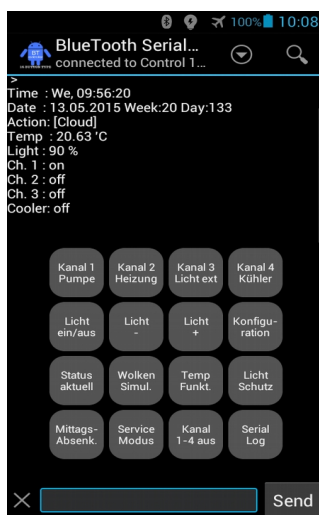 100% 10:08
BlueTooth Serial...
connected to Control 1...
>
Time : We, 09:56:20
Date : 13.05.2015 Week:20 Day:133
Action: [Cloud]
Temp : 20.63 'C
Light : 90 %
Ch. 1 : on
Ch. 2 : off
Ch. 3 : off
Cooler: off
Kanal 1 Kanal 2 Kanal 3 Kanal 4
Pumpe Heizung Licht ext Kühler
Licht Licht Licht Konfigu-
ein/aus - + ration
Status Wolken Temp Licht
aktuell Simul. Funkt. Schutz
Mittags- Service Kanal Serial
Absenk. Modus 1-4 aus Log
Send